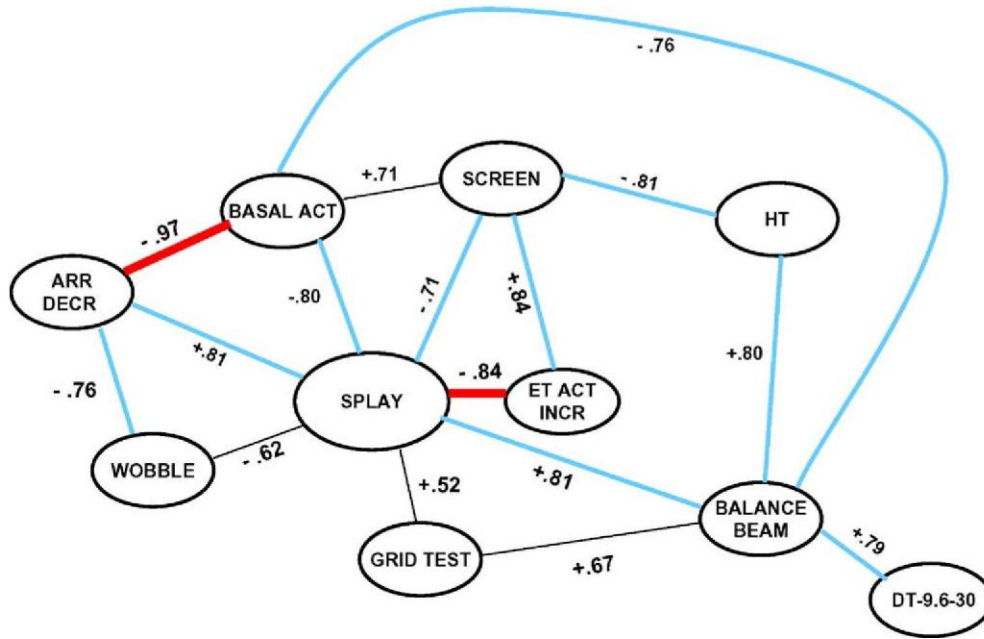 - .76
+.71
SCREEN
- .81
BASAL ACT
HT
- .97
ARR
DECR
-.80
- .71
+.84
+.81
+.80
- .84
- .76
SPLAY
ET ACT
INCR
WOBBLE
- .62
+.81
+.52
BALANCE
BEAM
GRID TEST
+.67
+.79
DT-9.6-30